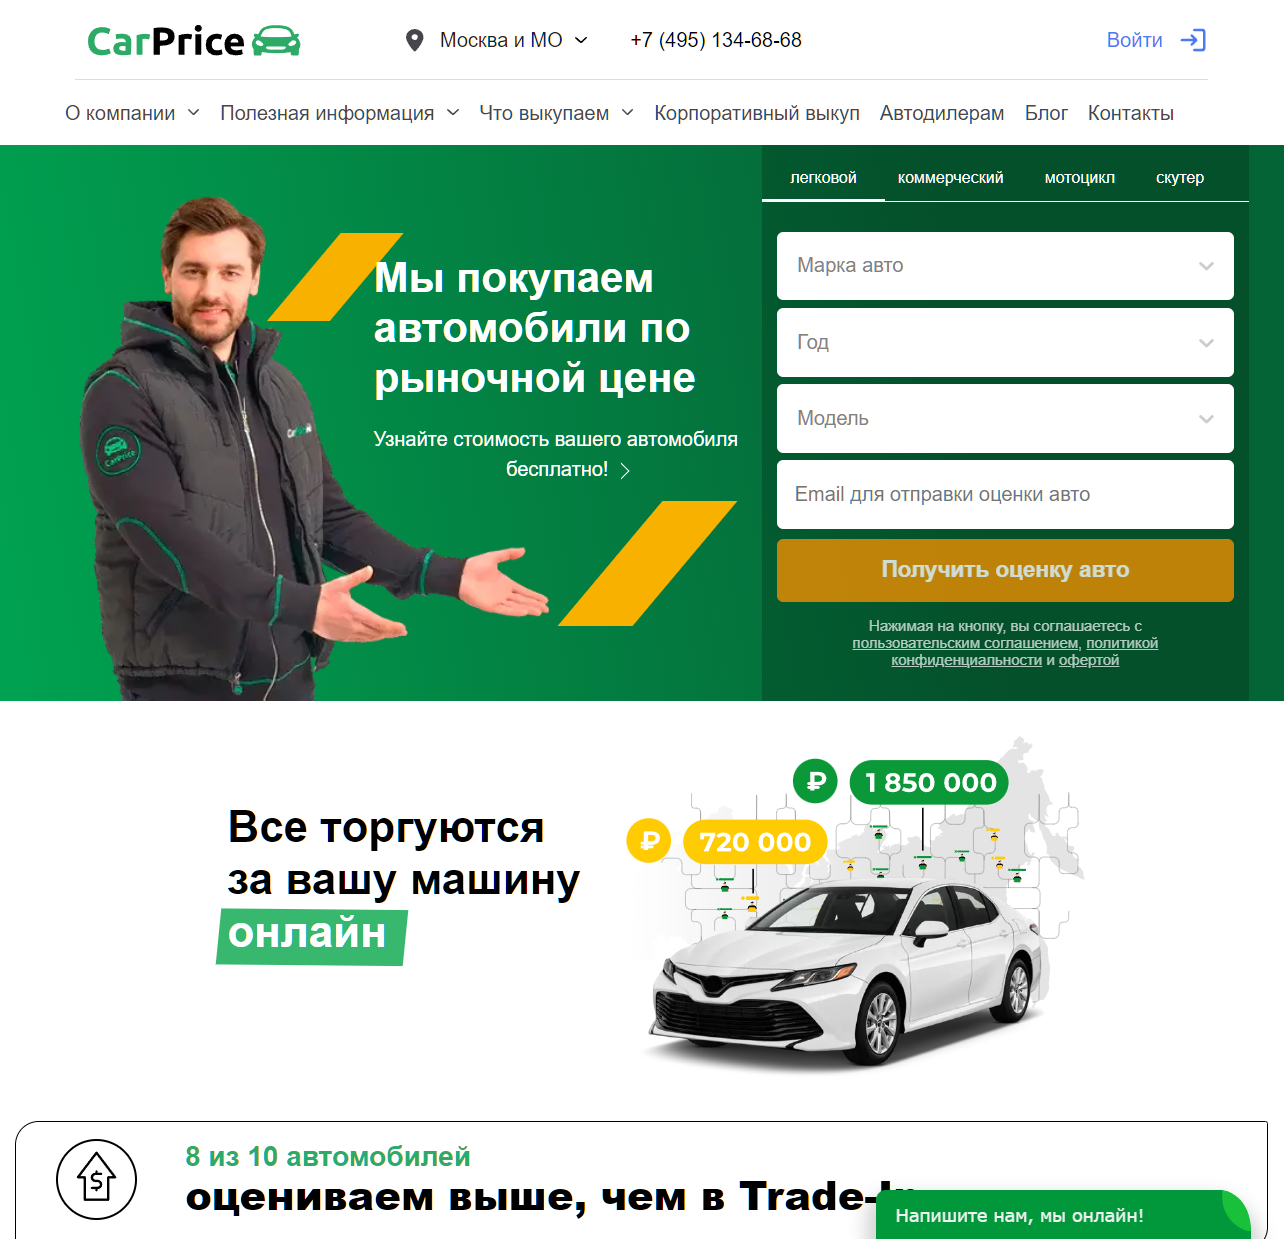 CarPrice
Москва и МО
+7 (495) 134-68-68
Войти
О компании Полезная информация Что выкупаем Корпоративный выкуп Автодилерам Блог Контакты
легковой коммерческий мотоцикл скутер
Мы покупаем
автомобили по
рыночной цене
Узнайте стоимость вашего автомобиля
бесплатно!
CarPrice
Марка авто
Год
Модель
Email для отправки оценки авто
Получить оценку авто
Нажимая на кнопку, вы соглашаетесь с
пользовательским соглашением, политикой
конфиденциальности и офертой
Все торгуются
за вашу машину
онлайн
₽ 1 850 000
₽ 720 000
8 из 10 автомобилей
оцениваем выше, чем в Trade-In
Напишите нам, мы онлайн!